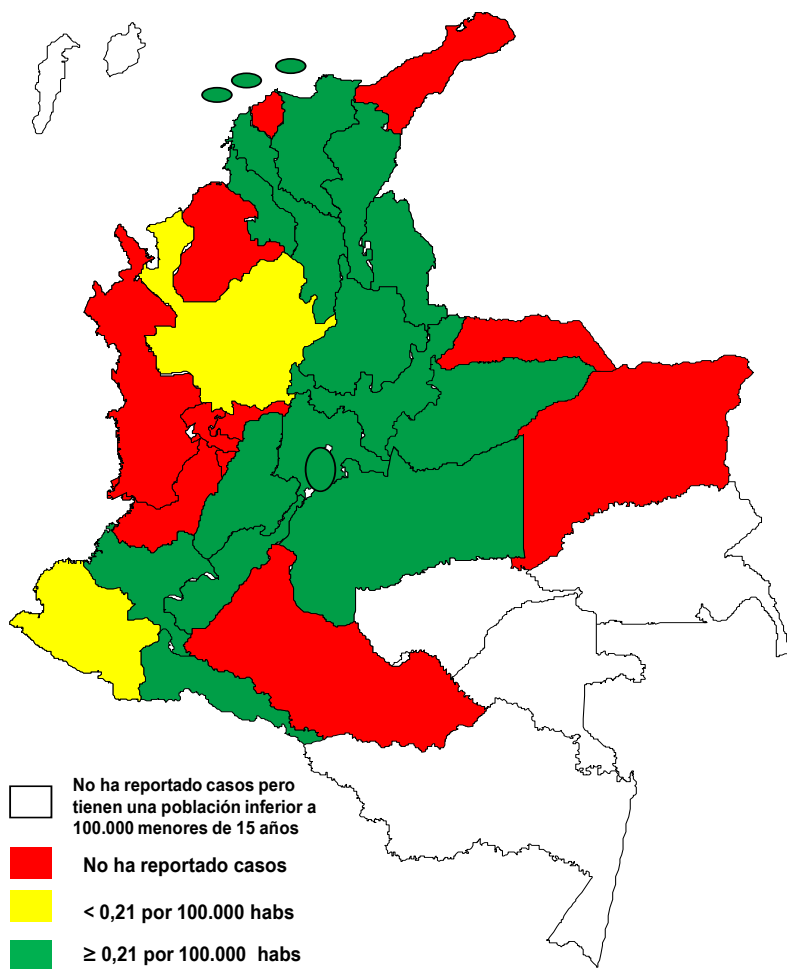 No ha reportado casos pero
tienen una población inferior a
100.000 menores de 15 años
No ha reportado casos
< 0,21 por 100.000 habs
≥ 0,21 por 100.000 habs